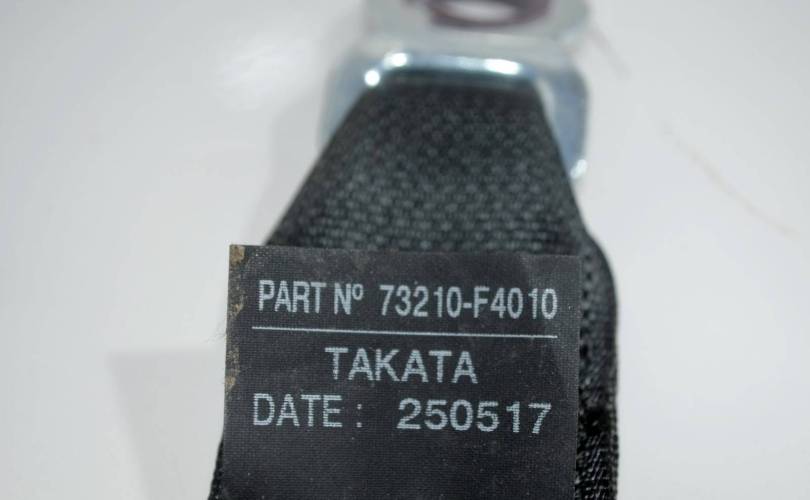 PART Nº 73210-F4010
TAKATA
DATE : 250517